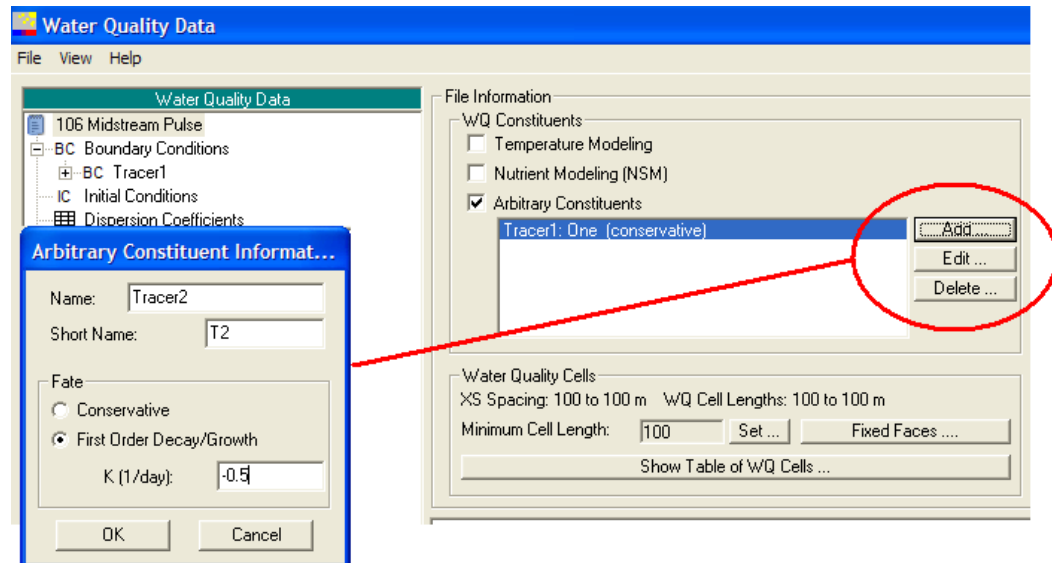 Water Quality Data
File View Help
Water Quality Data
106 Midstream Pulse
BC Boundary Conditions
BC Tracer1
IC Initial Conditions
Dispersion Coefficients
File Information
WQ Constituents
Temperature Modeling
Nutrient Modeling (NSM)
Arbitrary Constituents
Tracer1: One (conservative)
Add.....
Edit ...
Delete ...
Water Quality Cells
XS Spacing: 100 to 100 m WQ Cell Lengths: 100 to 100 m
Minimum Cell Length: 100 Set ... Fixed Faces ....
Show Table of WQ Cells ...
Arbitrary Constituent Informat...
Name: Tracer2
Short Name: T2
Fate
Conservative
First Order Decay/Growth
K (1/day): -0.5
OK Cancel